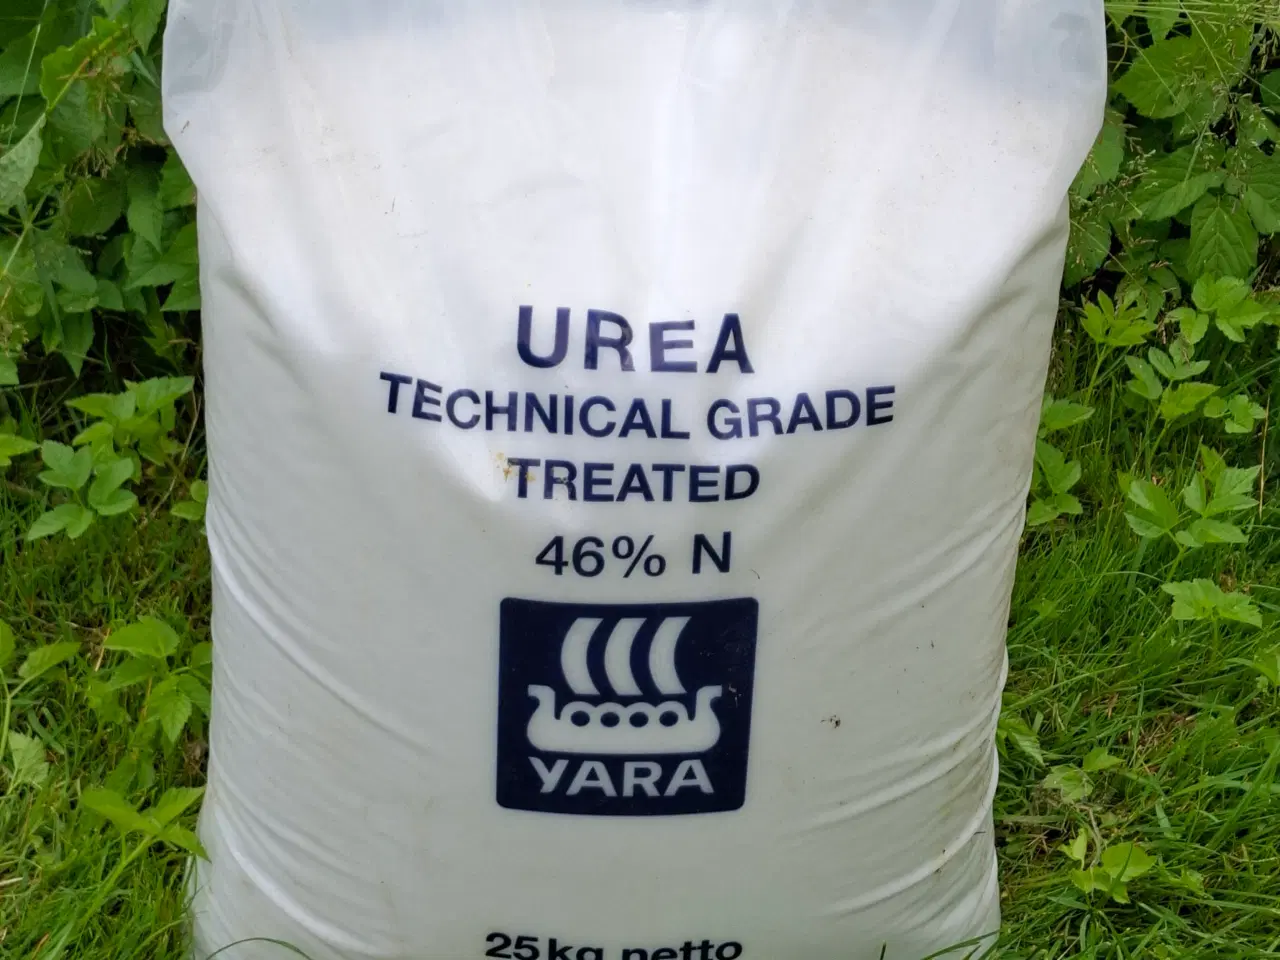 UREA
TECHNICAL GRADE
TREATED
46% N
YARA
25kg netto